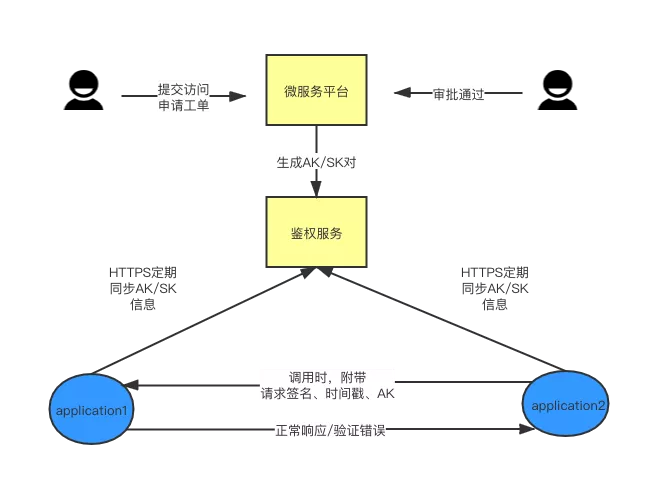 提交访问
申请工单
微服务平台
审批通过
生成AK/SK对
鉴权服务
HTTPS定期
同步AK/SK
信息
HTTPS定期
同步AK/SK
信息
调用时，附带
请求签名、时间戳、AK
application1
application2
正常响应/验证错误